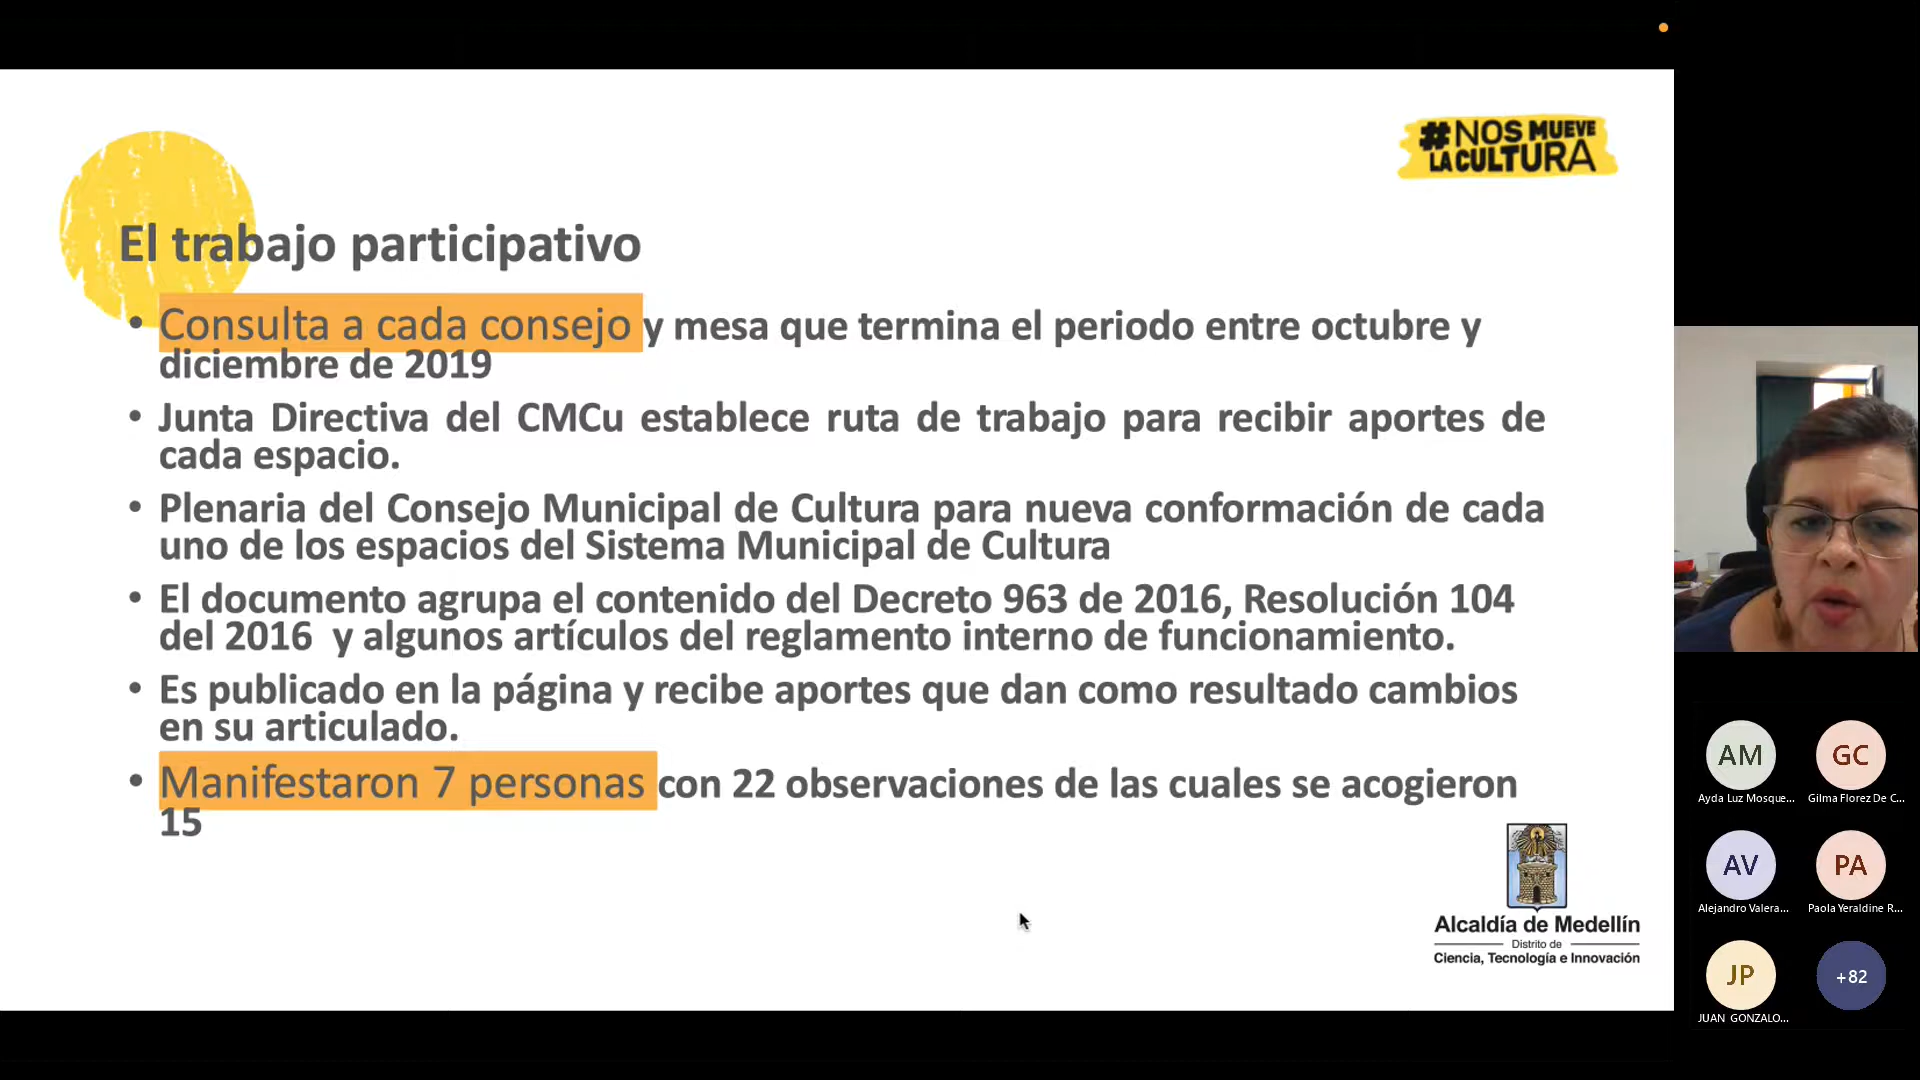 #NOS MUEVE
LA CULTURA
El trabajo participativo
• Consulta a cada consejo y mesa que termina el periodo entre octubre y
diciembre de 2019
• Junta Directiva del CMCu establece ruta de trabajo para recibir aportes de
cada espacio.
• Plenaria del Consejo Municipal de Cultura para nueva conformación de cada
uno de los espacios del Sistema Municipal de Cultura
• El documento agrupa el contenido del Decreto 963 de 2016, Resolución 104
del 2016 y algunos artículos del reglamento interno de funcionamiento.
• Es publicado en la página y recibe aportes que dan como resultado cambios
en su articulado.
• Manifestaron 7 personas con 22 observaciones de las cuales se acogieron
15
Alcaldía de Medellín
Distrito de
Ciencia, Tecnología e Innovación
AM
GC
Ayda Luz Mosque...
Gilma Florez De C...
AV
PA
Alejandro Valera...
Paola Yeraldine R...
JP
+82
JUAN GONZALO...